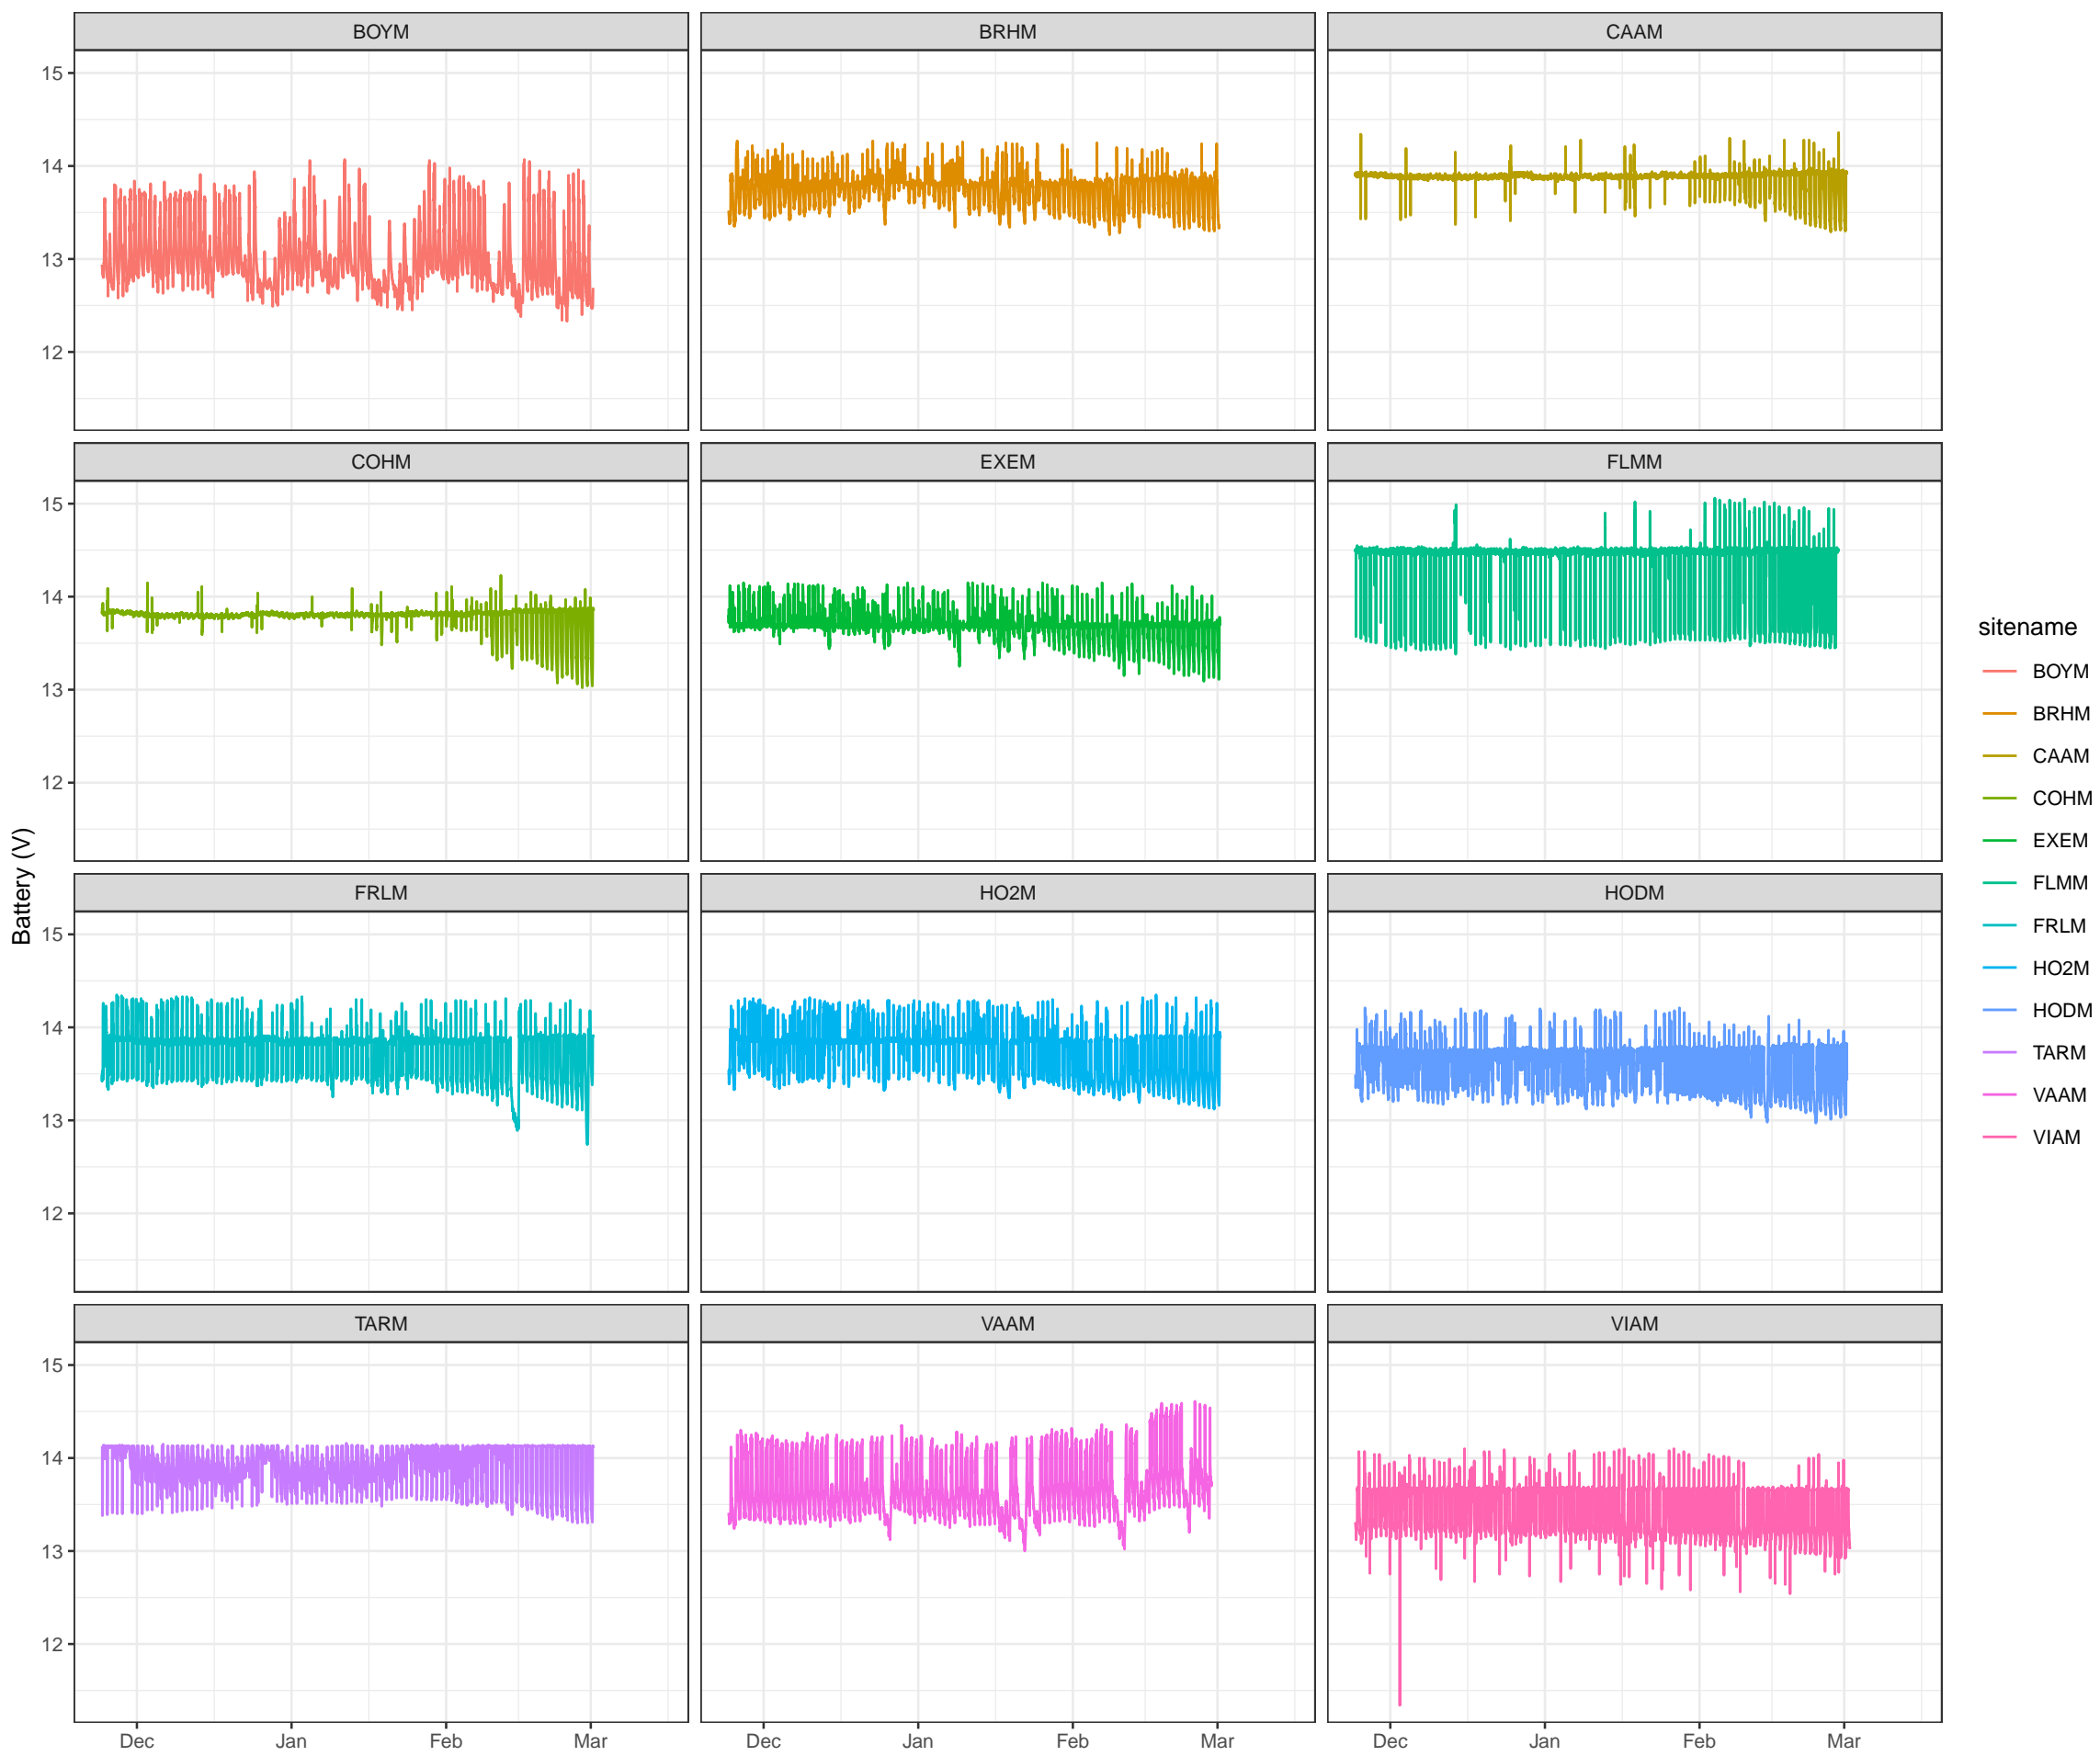 BOYM BRHM CAAM
15
14
13
12
COHM EXEM FLMM
15
14
13
12
FRLM HO2M HODM
15
14
13
12
TARM VAAM VIAM
15
14
13
12
Dec Jan Feb Mar Dec Jan Feb Mar Dec Jan Feb Mar
Battery (V)
sitename
BOYM
BRHM
CAAM
COHM
EXEM
FLMM
FRLM
HO2M
HODM
TARM
VAAM
VIAM